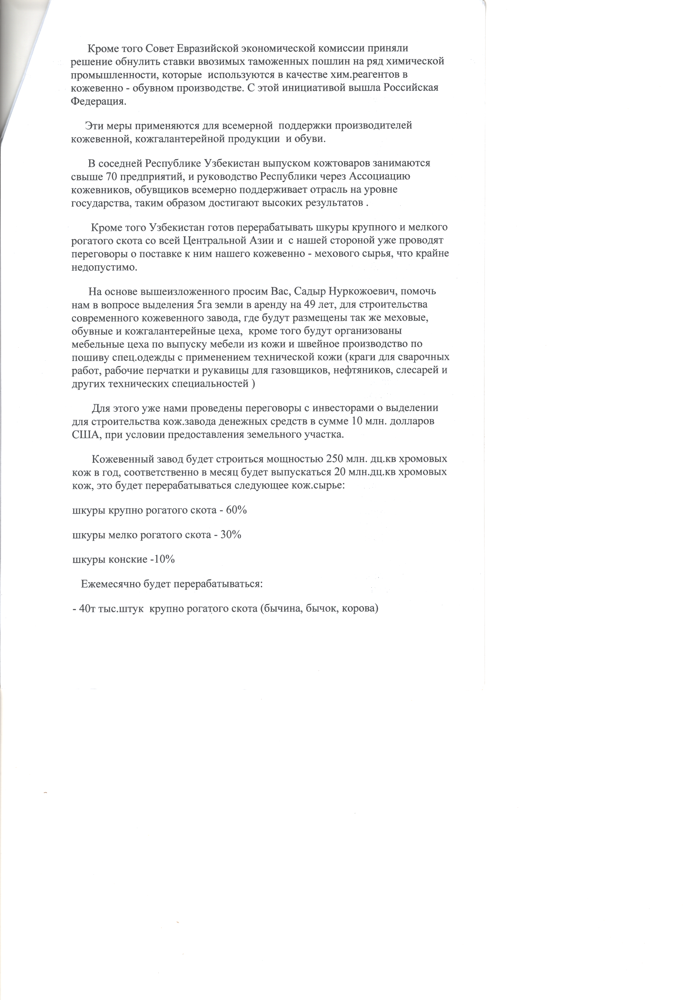 Кроме того Совет Евразийской экономической комиссии приняли
решение обнулить ставки ввозимых таможенных пошлин на ряд химической
промышленности, которые используются в качестве хим.реагентов в
кожевенно - обувном производстве. С этой инициативой вышла Российская
Федерация.
Эти меры применяются для всемерной поддержки производителей
кожевенной, кожгалантерейной продукции и обуви.
В соседней Республике Узбекистан выпуском кожтоваров занимаются
свыше 70 предприятий, и руководство Республики через Ассоциацию
кожевников, обувщиков всемерно поддерживает отрасль на уровне
государства, таким образом достигают высоких результатов .
Кроме того Узбекистан готов перерабатывать шкуры крупного и мелкого
рогатого скота со всей Центральной Азии и с нашей стороной уже проводят
переговоры о поставке к ним нашего кожевенно - мехового сырья, что крайне
недопустимо.
На основе вышеизложенного просим Вас, Садыр Нуркожоевич, помочь
нам в вопросе выделения 5га земли в аренду на 49 лет, для строительства
современного кожевенного завода, где будут размещены так же меховые,
обувные и кожгалантерейные цеха, кроме того будут организованы
мебельные цеха по выпуску мебели из кожи и швейное производство по
пошиву спец.одежды с применением технической кожи (краги для сварочных
работ, рабочие перчатки и рукавицы для газовщиков, нефтяников, слесарей и
других технических специальностей )
Для этого уже нами проведены переговоры с инвесторами о выделении
для строительства кож.завода денежных средств в сумме 10 млн. долларов
США, при условии предоставления земельного участка.
Кожевенный завод будет строиться мощностью 250 млн. дц.кв хромовых
кож в год, соответственно в месяц будет выпускаться 20 млн.дц.кв хромовых
кож, это будет перерабатываться следующее кож.сырье:
шкуры крупно рогатого скота - 60%
шкуры мелко рогатого скота - 30%
шкуры конские -10%
Ежемесячно будет перерабатываться:
- 40т тыс.штук крупно рогатого скота (бычина, бычок, корова)